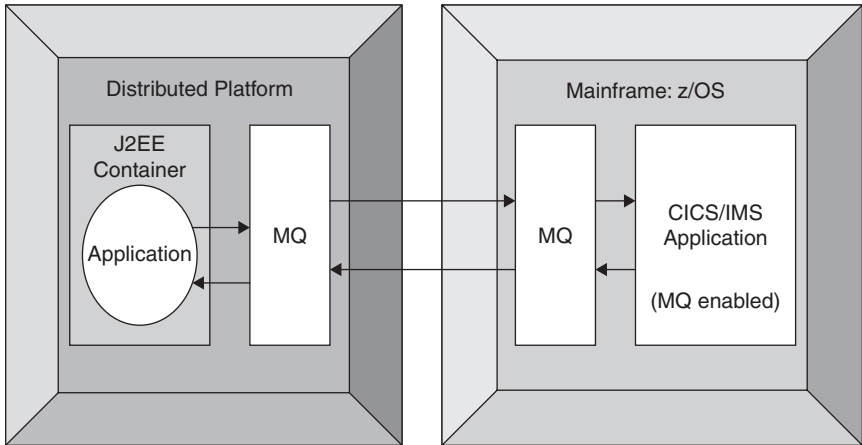 Distributed Platform
J2EE
Container
Application
MQ
Mainframe: z/OS
MQ
CICS/IMS
Application
(MQ enabled)